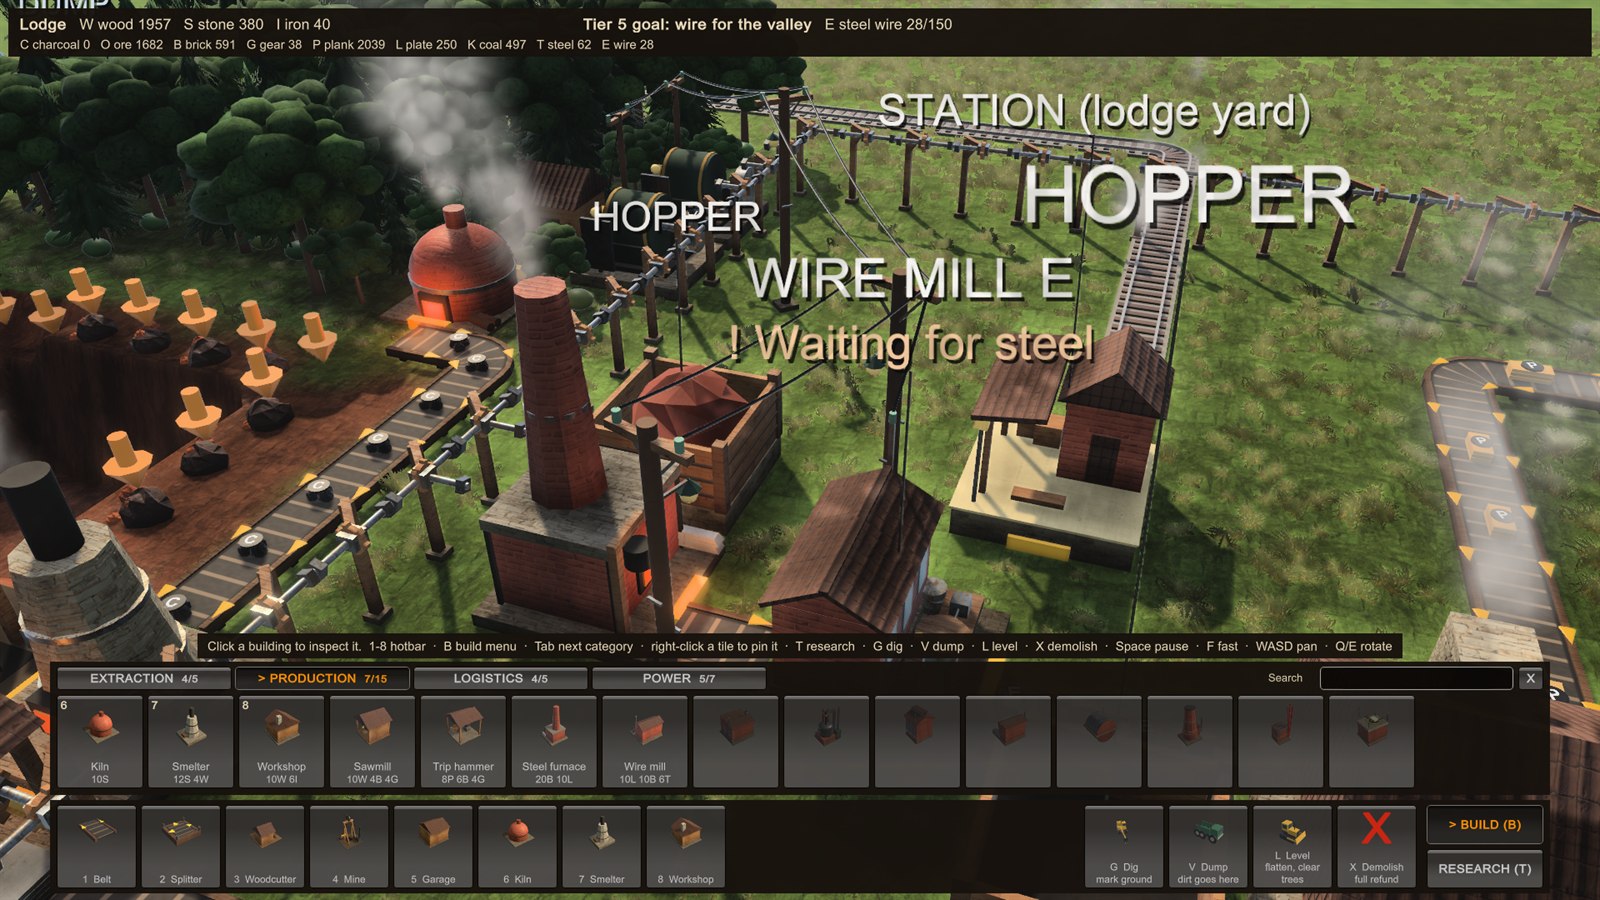 Lodge W wood 1957 S stone 380 I iron 40
Tier 5 goal: wire for the valley E steel wire 28/150
C charcoal 0 O ore 1682 B brick 591 G gear 38 P plank 2039 L plate 250 K coal 497 T steel 62 E wire 28
STATION (lodge yard)
HOPPER
HOPPER
WIRE MILL E
! Waiting for steel
C
C
C
C
C
P
P
P
Click a building to inspect it. 1-8 hotbar · B build menu · Tab next category · right-click a tile to pin it · T research · G dig · V dump · L level · X demolish · Space pause · F fast · WASD pan · Q/E rotate
EXTRACTION 4/5
> PRODUCTION 7/15
LOGISTICS 4/5
POWER 5/7
Search
X
6
Kiln
10S
7
Smelter
12S 4W
8
Workshop
10W 6I
Sawmill
10W 4B 4G
Trip hammer
8P 6B 4G
Steel furnace
20B 10L
Wire mill
10L 10B 6T
1 Belt
2 Splitter
3 Woodcutter
4 Mine
5 Garage
6 Kiln
7 Smelter
8 Workshop
G Dig
mark ground
V Dump
dirt goes here
L Level
flatten, clear
trees
X Demolish
full refund
> BUILD (B)
RESEARCH (T)